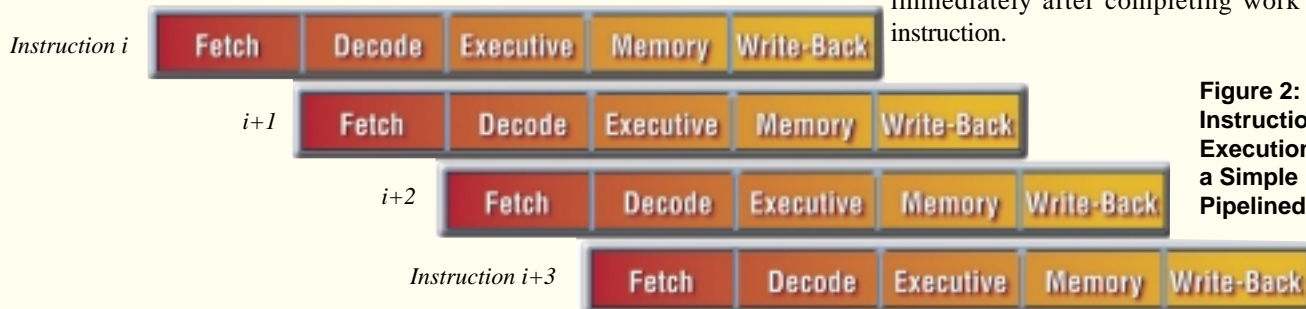 immediately after completing work
instruction.
Instruction i Fetch Decode Executive Memory Write-Back
i+1 Fetch Decode Executive Memory Write-Back
i+2 Fetch Decode Executive Memory Write-Back
Instruction i+3 Fetch Decode Executive Memory Write-Back
Figure 2:
Instructio
Execution
a Simple
Pipelined